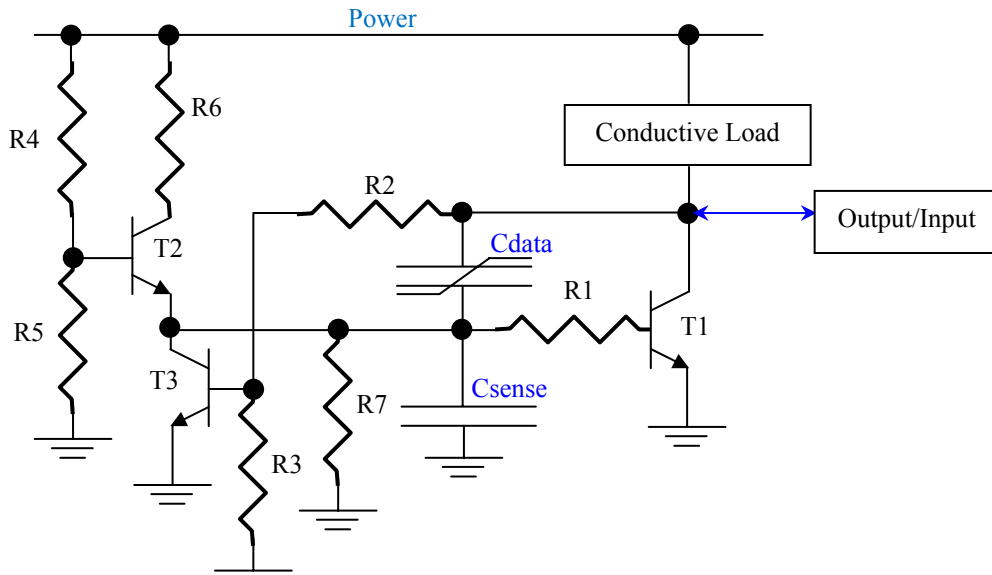 Power
R4
R6
Conductive Load
R2
Output/Input
T2
Cdata
R1
R5
T1
T3
Csense
R7
R3